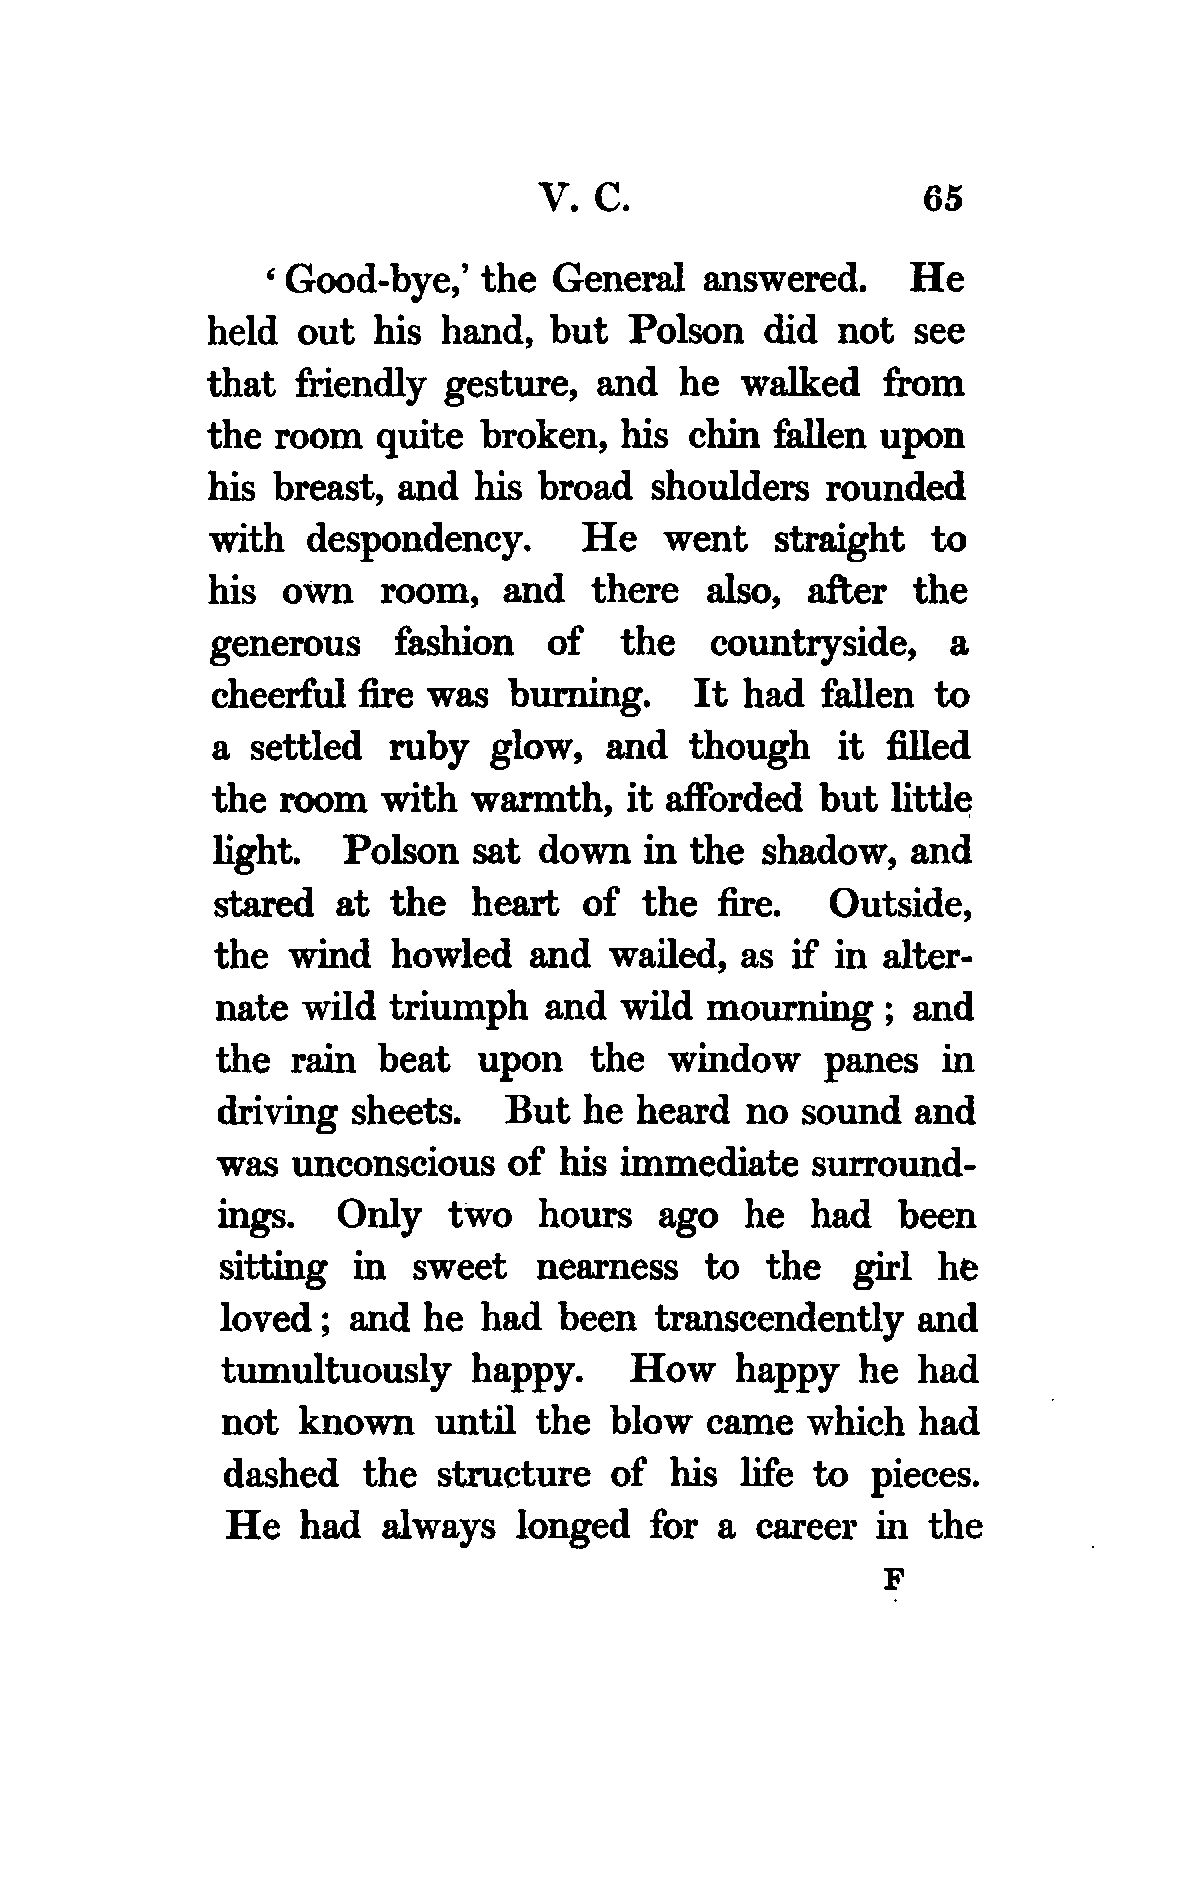 V. C. 65
‘ Good-bye,’ the General answered. He
held out his hand, but Polson did not see
that friendly gesture, and he walked from
the room quite broken, his chin fallen upon
his breast, and his broad shoulders rounded
with despondency. He went straight to
his own room, and there also, after the
generous fashion of the countryside, a
cheerful fire was burning. It had fallen to
a settled ruby glow, and though it filled
the room with warmth, it afforded but little
light. Polson sat down in the shadow, and
stared at the heart of the fire. Outside,
the wind howled and wailed, as if in alter-
nate wild triumph and wild mourning ; and
the rain beat upon the window panes in
driving sheets. But he heard no sound and
was unconscious of his immediate surround-
ings. Only two hours ago he had been
sitting in sweet nearness to the girl he
loved ; and he had been transcendently and
tumultuously happy. How happy he had
not known until the blow came which had
dashed the structure of his life to pieces.
He had always longed for a career in the
F